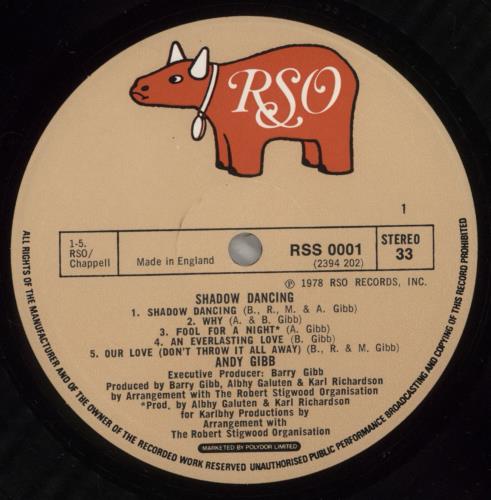 RSO
1
1-5.
RSO/
Chappell
Made in England
RSS 0001
(2394 202)
STEREO
33
℗ 1978 RSO RECORDS, INC.
SHADOW DANCING
1. SHADOW DANCING (B., R., M. & A. Gibb)
2. WHY (A. & B. Gibb)
3. FOOL FOR A NIGHT* (A. Gibb)
4. AN EVERLASTING LOVE (B. Gibb)
5. OUR LOVE (DON'T THROW IT ALL AWAY) (B., R. & M. Gibb)
ANDY GIBB
Executive Producer: Barry Gibb
Produced by Barry Gibb, Albhy Galuten & Karl Richardson
by Arrangement with The Robert Stigwood Organisation
*Prod. by Albhy Galuten & Karl Richardson
for Karlbhy Productions by
Arrangement with
The Robert Stigwood Organisation
MARKETED BY POLYDOR LIMITED
ALL RIGHTS OF THE MANUFACTURER AND OF THE OWNER OF THE RECORDED WORK RESERVED UNAUTHORISED PUBLIC PERFORMANCE BROADCASTING AND COPYING OF THIS RECORD PROHIBITED